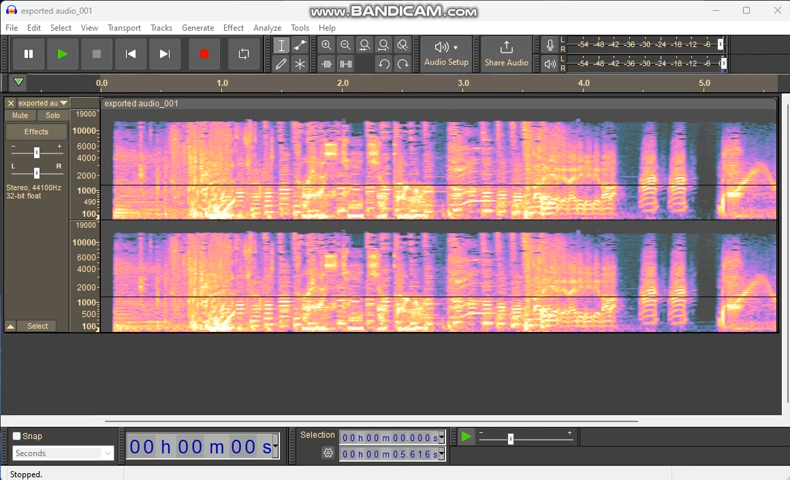 exported audio_001
www.BANDICAM.com
File Edit Select View Transport Tracks Generate Effect Analyze Tools Help
Audio Setup
Share Audio
L
R
-54 -48 -42 -36 -30 -24 -18 -12 -6
L
R
-54 -48 -42 -36 -30 -24 -18 -12 -6
0.0 1.0 2.0 3.0 4.0 5.0
exported au
exported audio_001
Mute Solo
Effects
- +
L R
Stereo, 44100Hz
32-bit float
Select
19000
10000
6000
4000
2000
1000
490
100
19000
10000
6000
4000
2000
1000
500
100
Snap
Seconds
00 h 00 m 00 s
Selection
00 h 00 m 00.000 s
00 h 00 m 05.616 s
- +
Stopped.